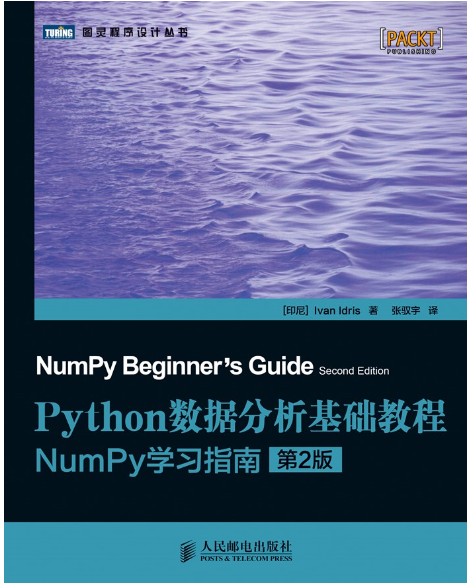 TURING 图灵程序设计丛书
[PACKT]
PUBLISHING
[印尼] Ivan Idris 著 张驭宇 译
NumPy Beginner's Guide Second Edition
Python数据分析基础教程
NumPy学习指南 第2版
人民邮电出版社
POSTS & TELECOM PRESS